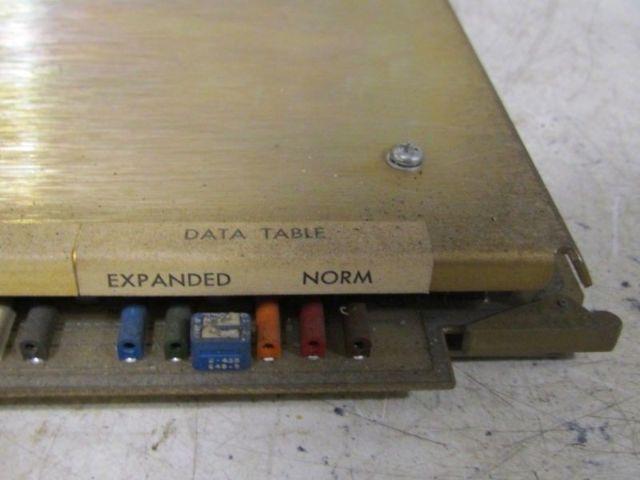 DATA TABLE
EXPANDED NORM